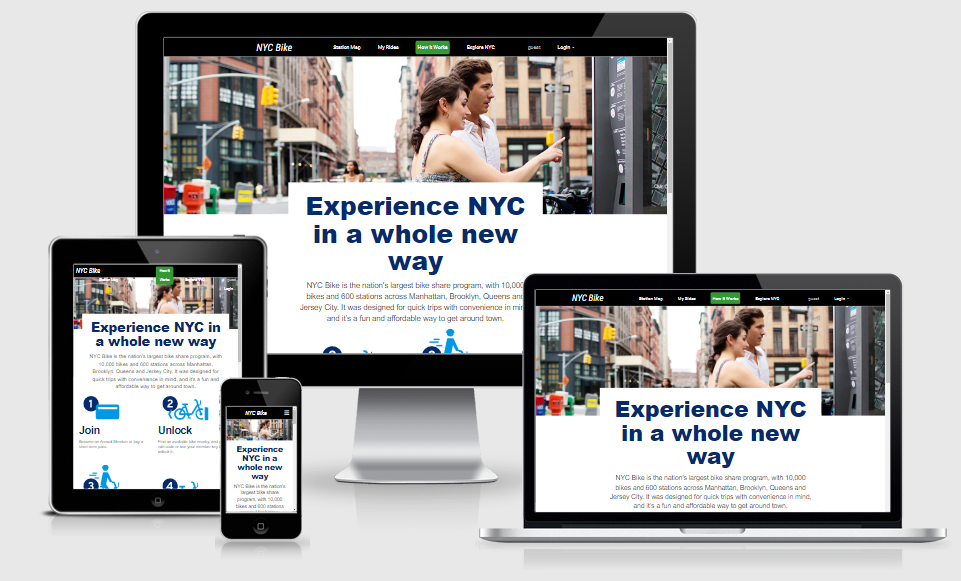 NYC Bike
Station Map
My Rides
How It Works
Explore NYC
guest
Login
Experience NYC
in a whole new
way
NYC Bike is the nation's largest bike share program, with 10,000
bikes and 600 stations across Manhattan, Brooklyn, Queens and
Jersey City. It was designed for quick trips with convenience in mind,
and it's a fun and affordable way to get around town.
NYC Bike
How It
Works
Login
Experience NYC in
a whole new way
NYC Bike is the nation's largest bike share program, with
10,000 bikes and 600 stations across Manhattan,
Brooklyn, Queens and Jersey City. It was designed for
quick trips with convenience in mind, and it's a fun and
affordable way to get around town.
1
Join
2
Unlock
3
4
NYC Bike
Experience
NYC in a
whole new
way
NYC Bike is the nation's
largest bike share
program, with 10,000
bikes and 600 stations
NYC Bike
Station Map
My Rides
How It Works
Explore NYC
guest
Login
Experience NYC
in a whole new
way
NYC Bike is the nation's largest bike share program, with 10,000
bikes and 600 stations across Manhattan, Brooklyn, Queens and
Jersey City. It was designed for quick trips with convenience in mind,
and it's a fun and affordable way to get around town.